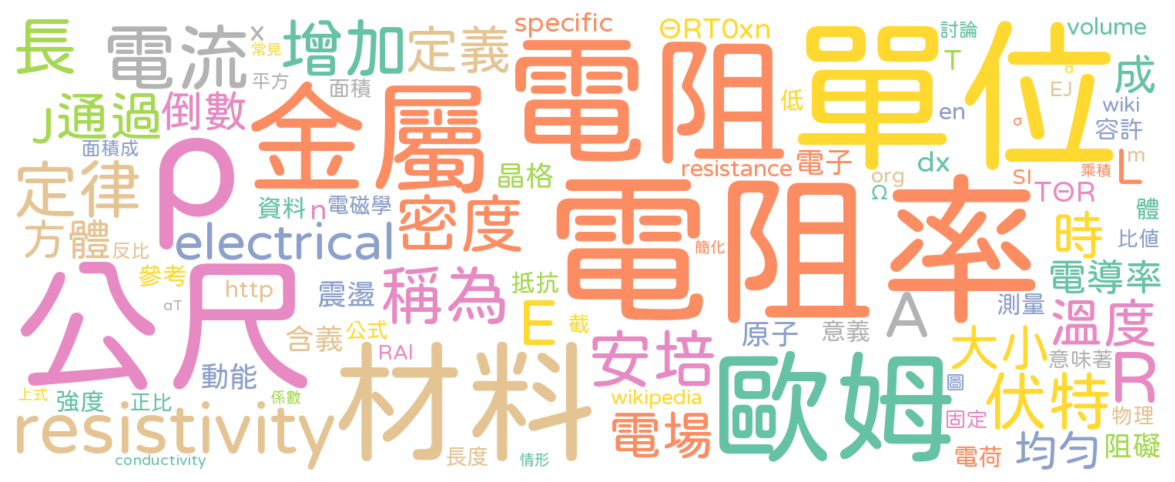 長
電流
x
常見
平方
增加
定義
面積
specific
ΘRT0xn
電阻
單位
討論
T
volume
α
EJ
成
J
通過
倒數
金屬
低
en
wiki
容許
σ
面積成
ρ
定律
resistance
電子
晶格
dx
org
Ω
m
乘積
SI
L
TΘR
資料
n
電磁學
密度
電阻率
體
方體
反比
electrical
簡化
時
比值
公尺
參考
http
震盪
稱為
抵抗
電導率
αT
含義
公式
E
截
原子
意義
A
測量
溫度
RAl
安培
大小
意味著
動能
材料
歐姆
圖
R
上式
強度
正比
係數
wikipedia
伏特
固定
物理
resistivity
電場
長度
情形
電荷
均勻
阻礙
conductivity